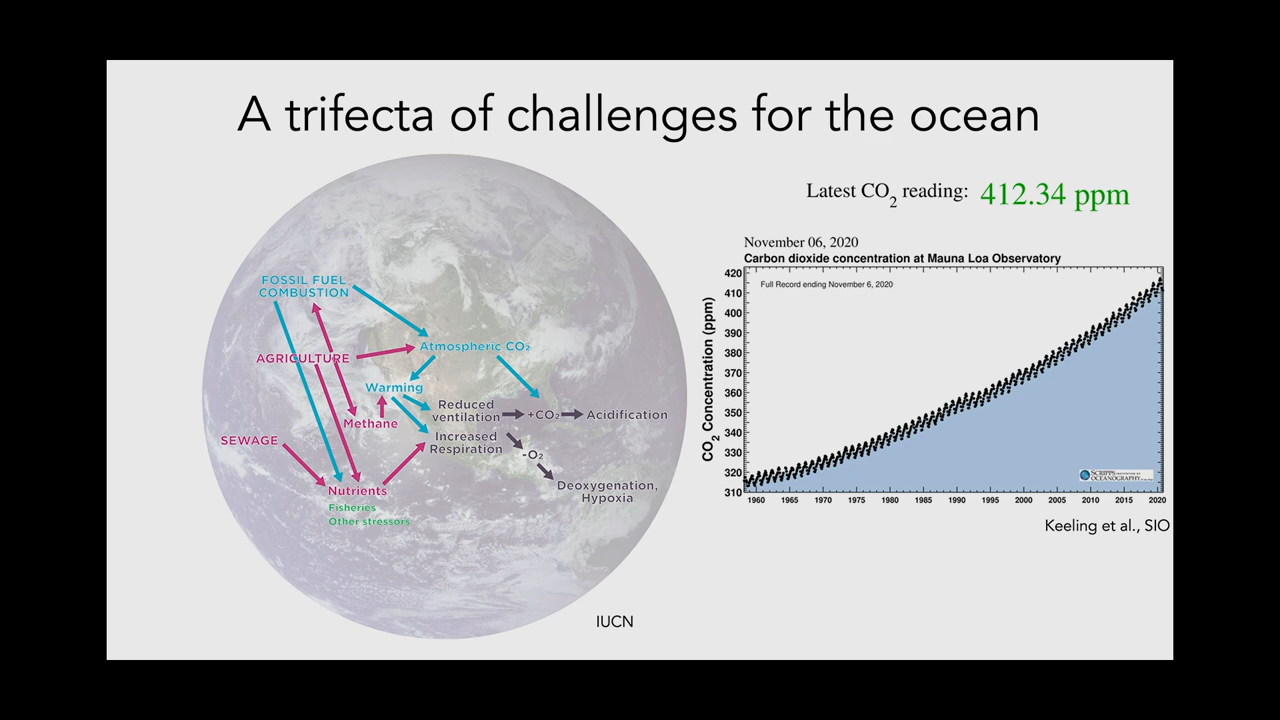 A trifecta of challenges for the ocean
FOSSIL FUEL
COMBUSTION
AGRICULTURE
SEWAGE
Atmospheric CO₂
Warming
Methane
Nutrients
Fisheries
Other stressors
Reduced
ventilation
Increased
Respiration
+CO₂
Acidification
-O₂
Deoxygenation,
Hypoxia
IUCN
Latest CO₂ reading: 412.34 ppm
November 06, 2020
Carbon dioxide concentration at Mauna Loa Observatory
Full Record ending November 6, 2020
CO₂ Concentration (ppm)
420
410
400
390
380
370
360
350
340
330
320
310
1960 1965 1970 1975 1980 1985 1990 1995 2000 2005 2010 2015 2020
SCRIPPS INSTITUTION OF
OCEANOGRAPHY
Keeling et al., SIO